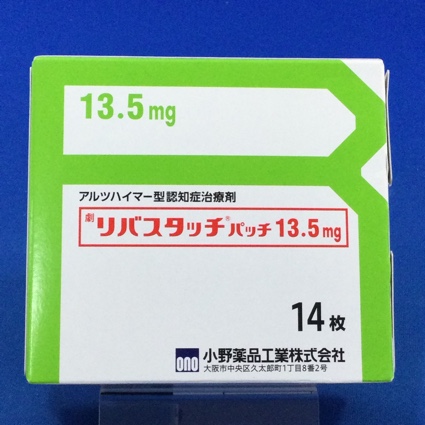 13.5mg
アルツハイマー型認知症治療剤
劇 リバスタッチ®パッチ 13.5mg
14枚
ono 小野薬品工業株式会社
大阪市中央区久太郎町1丁目8番2号